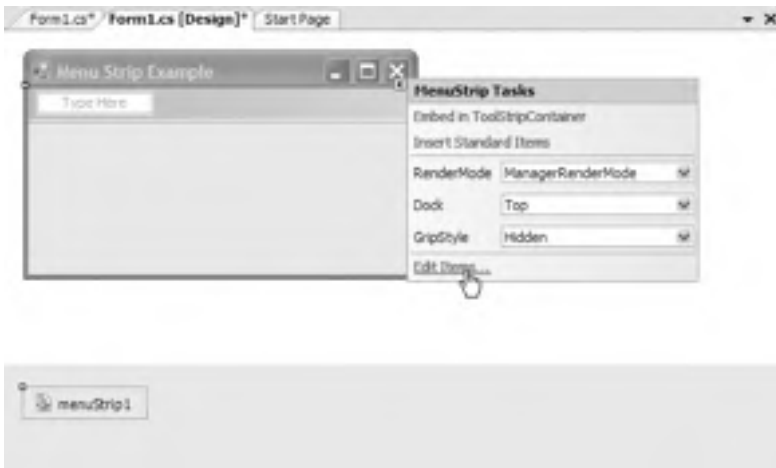 Form1.cs* Form1.cs [Design]* Start Page
Menu Strip Example
Type Here
MenuStrip Tasks
Embed in ToolStripContainer
Insert Standard Items
RenderMode ManagerRenderMode
Dock Top
GripStyle Hidden
Edit Items...
menuStrip1